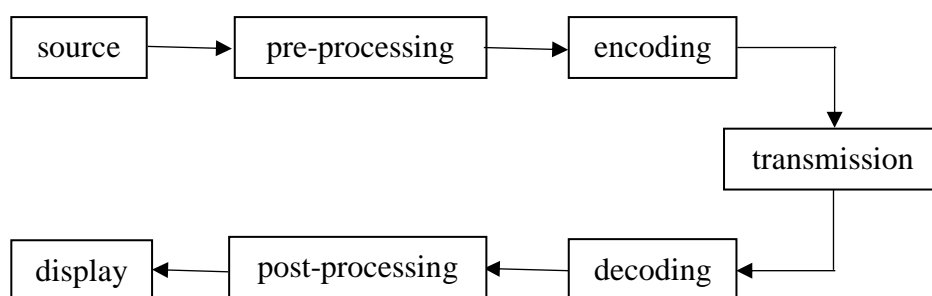 source
pre-processing
encoding
transmission
display
post-processing
decoding